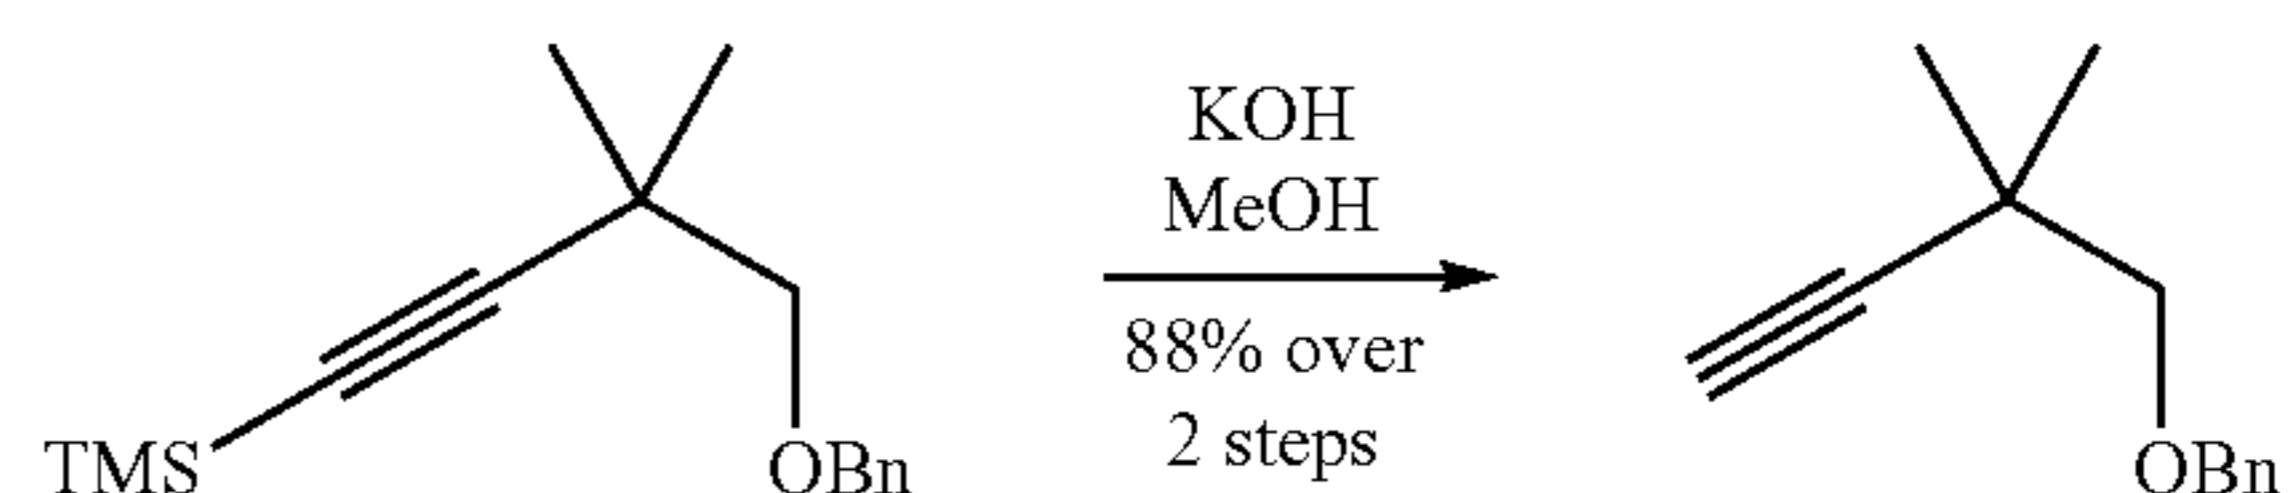 KOH
MeOH
88% over
2 steps
TMS
OBn
OBn